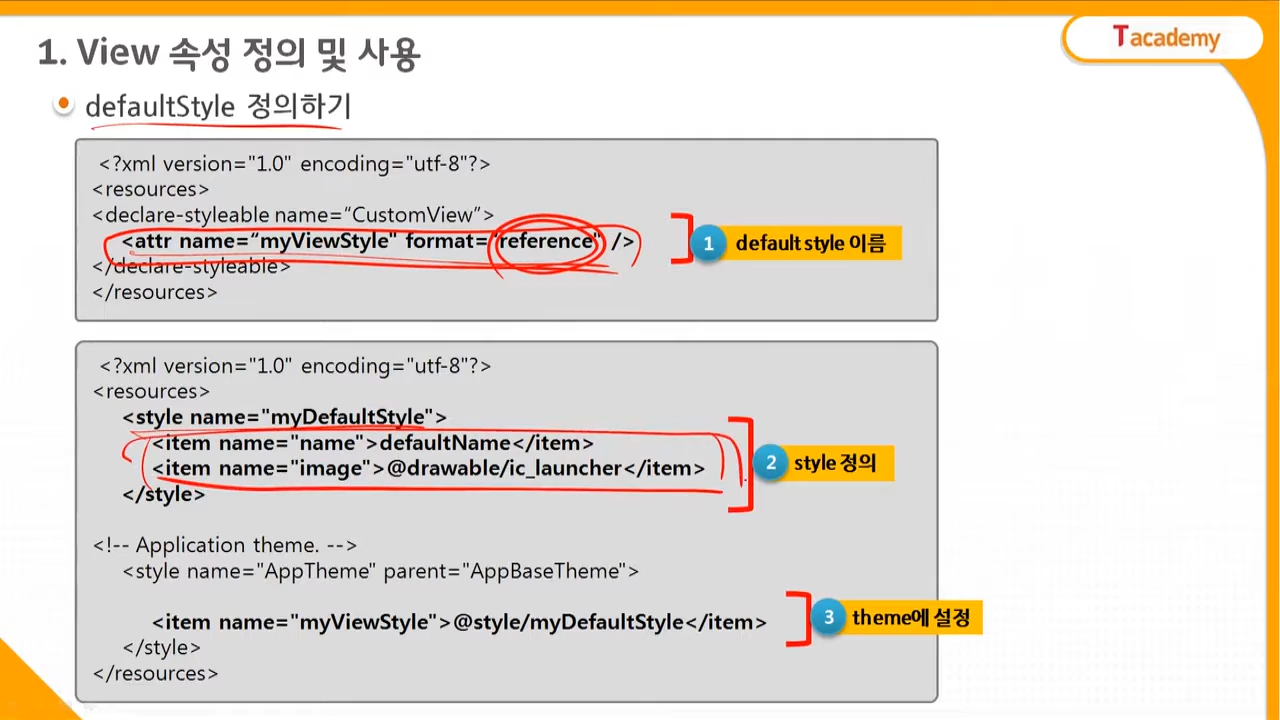 1. View 속성 정의 및 사용
Tacademy
defaultStyle 정의하기
<?xml version="1.0" encoding="utf-8"?>
<resources>
<declare-styleable name=“CustomView”>
<attr name=“myViewStyle" format=“reference" />
</declare-styleable>
</resources>
1 default style 이름
<?xml version="1.0" encoding="utf-8"?>
<resources>
<style name="myDefaultStyle">
<item name="name">defaultName</item>
<item name="image">@drawable/ic_launcher</item>
</style>
2 style 정의
<!-- Application theme. -->
<style name="AppTheme" parent="AppBaseTheme">
<item name="myViewStyle">@style/myDefaultStyle</item>
</style>
</resources>
3 theme에 설정